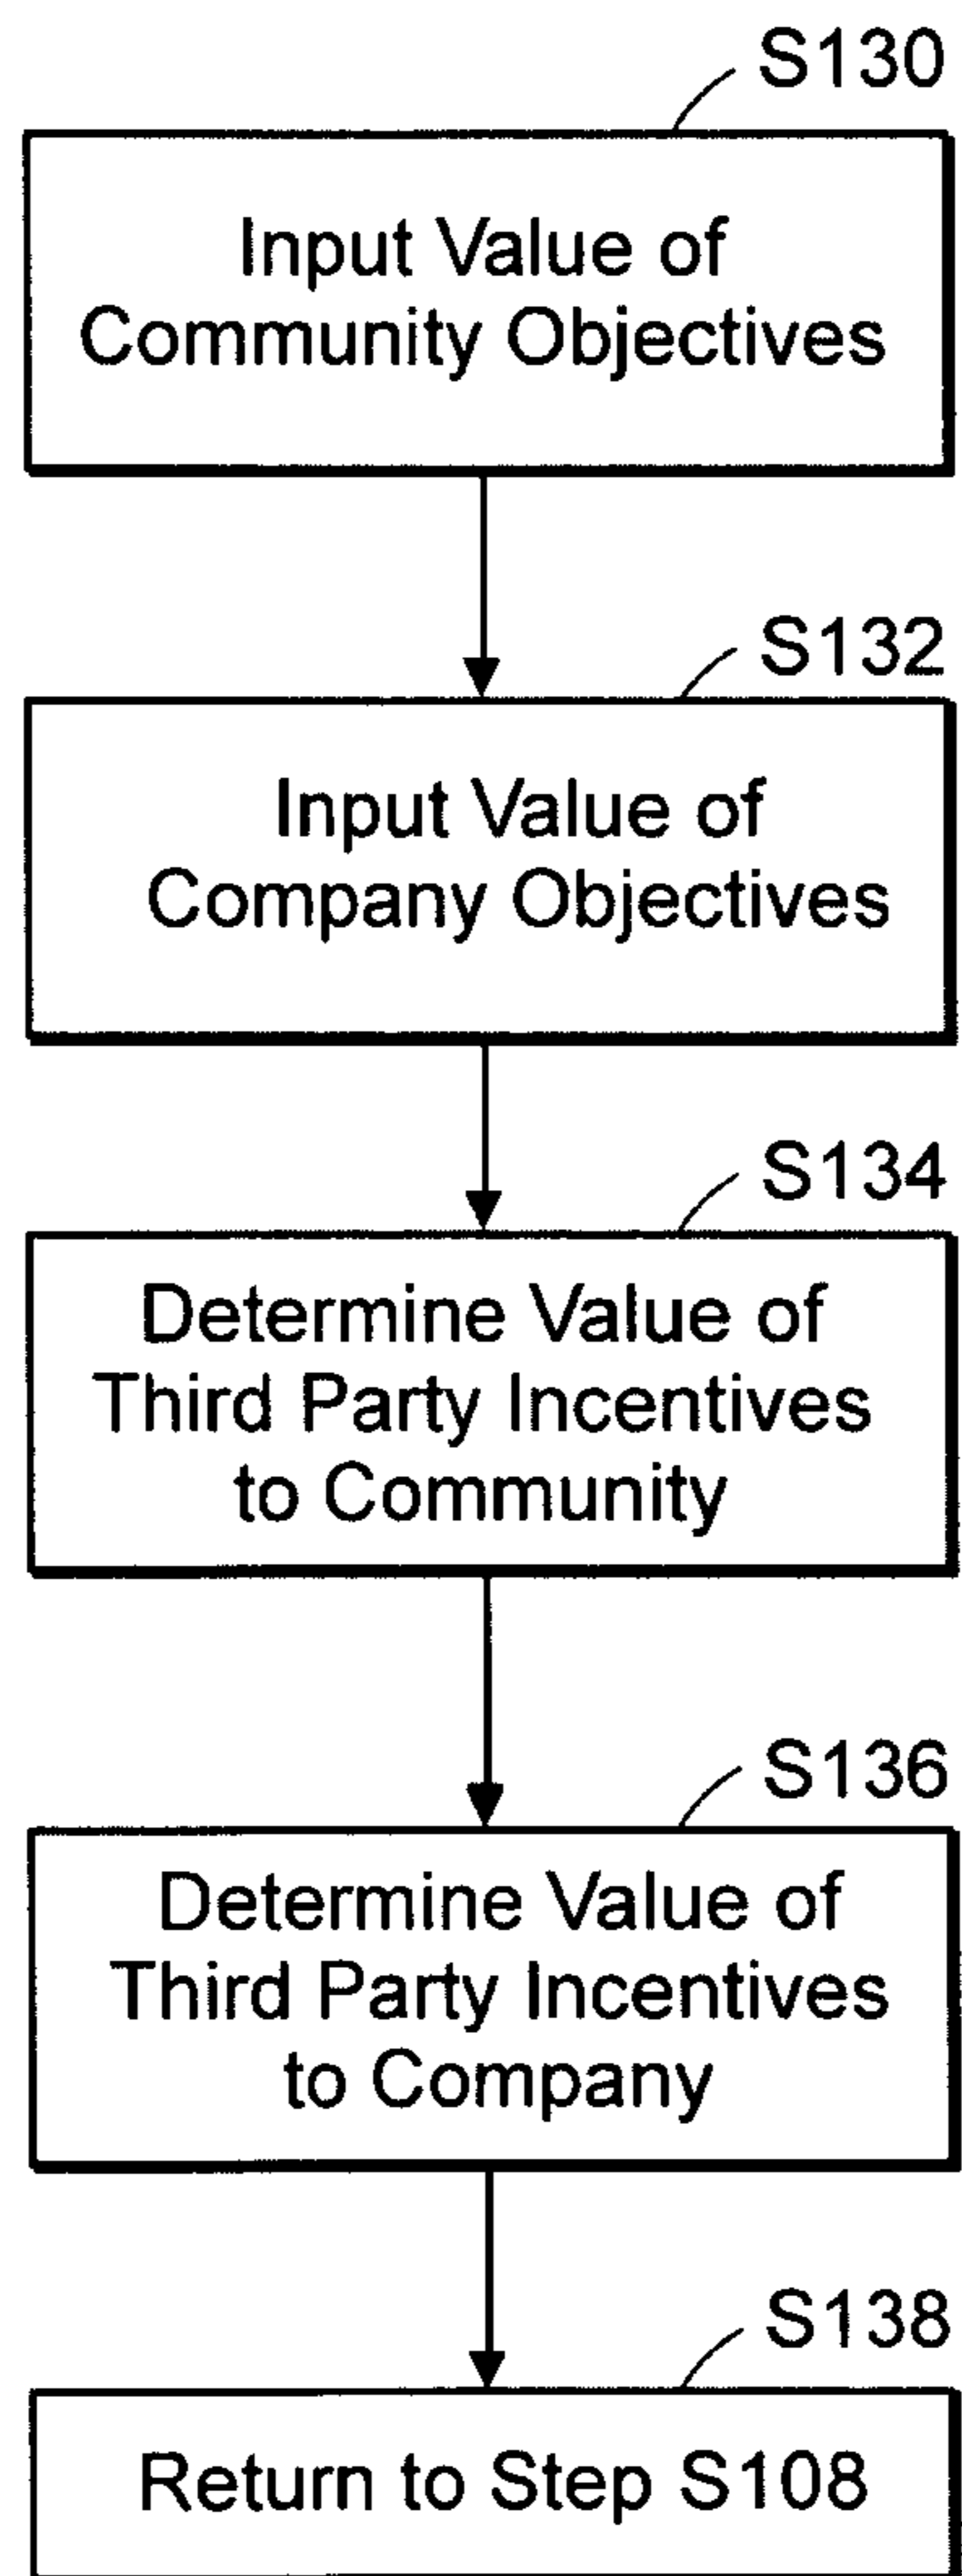 S130
Input Value of
Community Objectives
S132
Input Value of
Company Objectives
S134
Determine Value of
Third Party Incentives
to Community
S136
Determine Value of
Third Party Incentives
to Company
S138
Return to Step S108